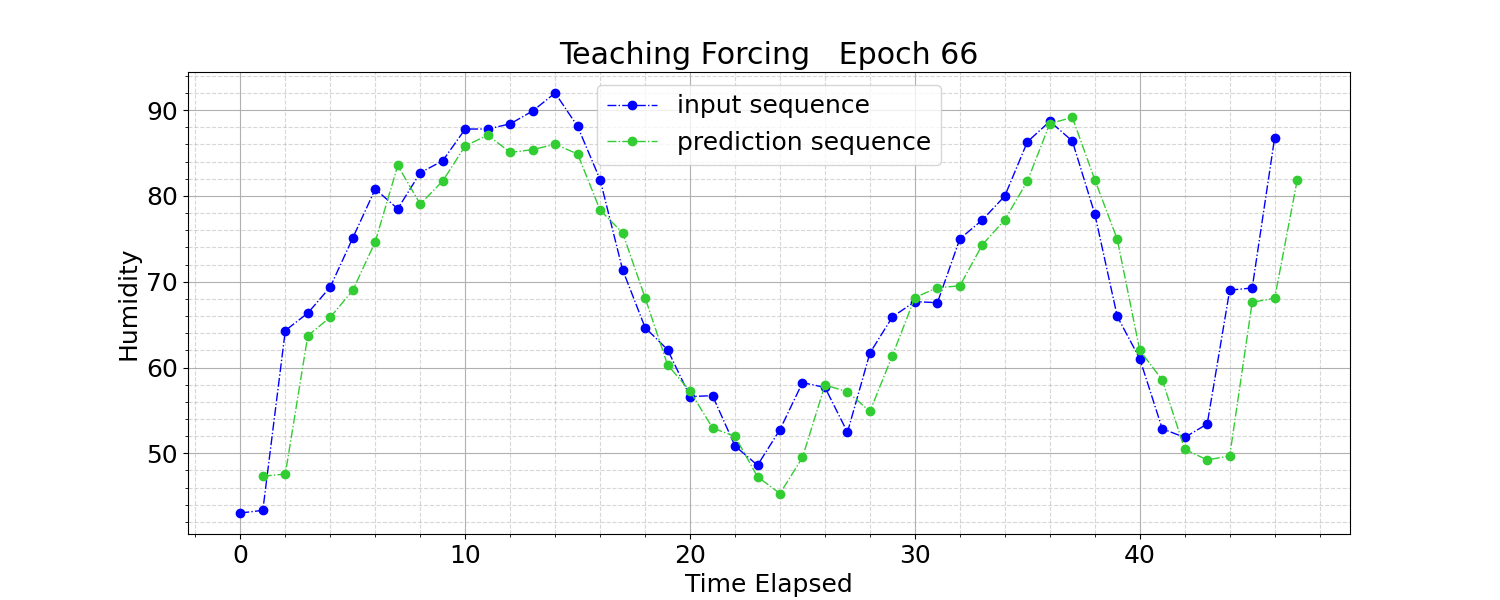 Teaching Forcing   Epoch 66
input sequence
prediction sequence
Humidity
90
80
70
60
50
0 10 20 30 40
Time Elapsed